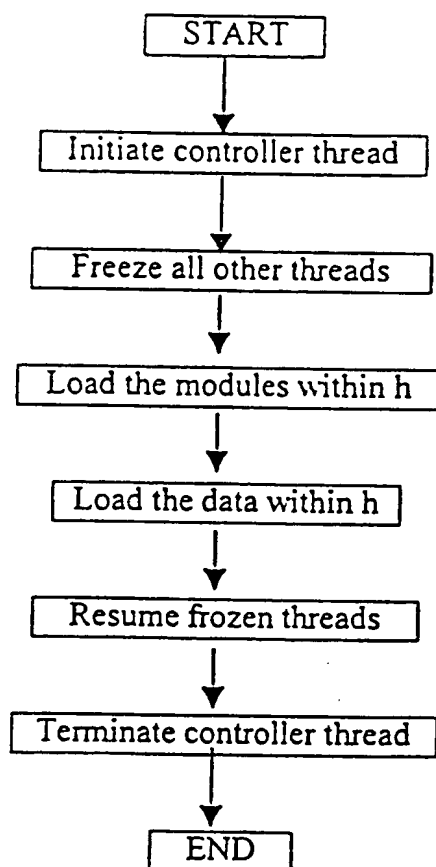 START
Initiate controller thread
Freeze all other threads
Load the modules within h
Load the data within h
Resume frozen threads
Terminate controller thread
END